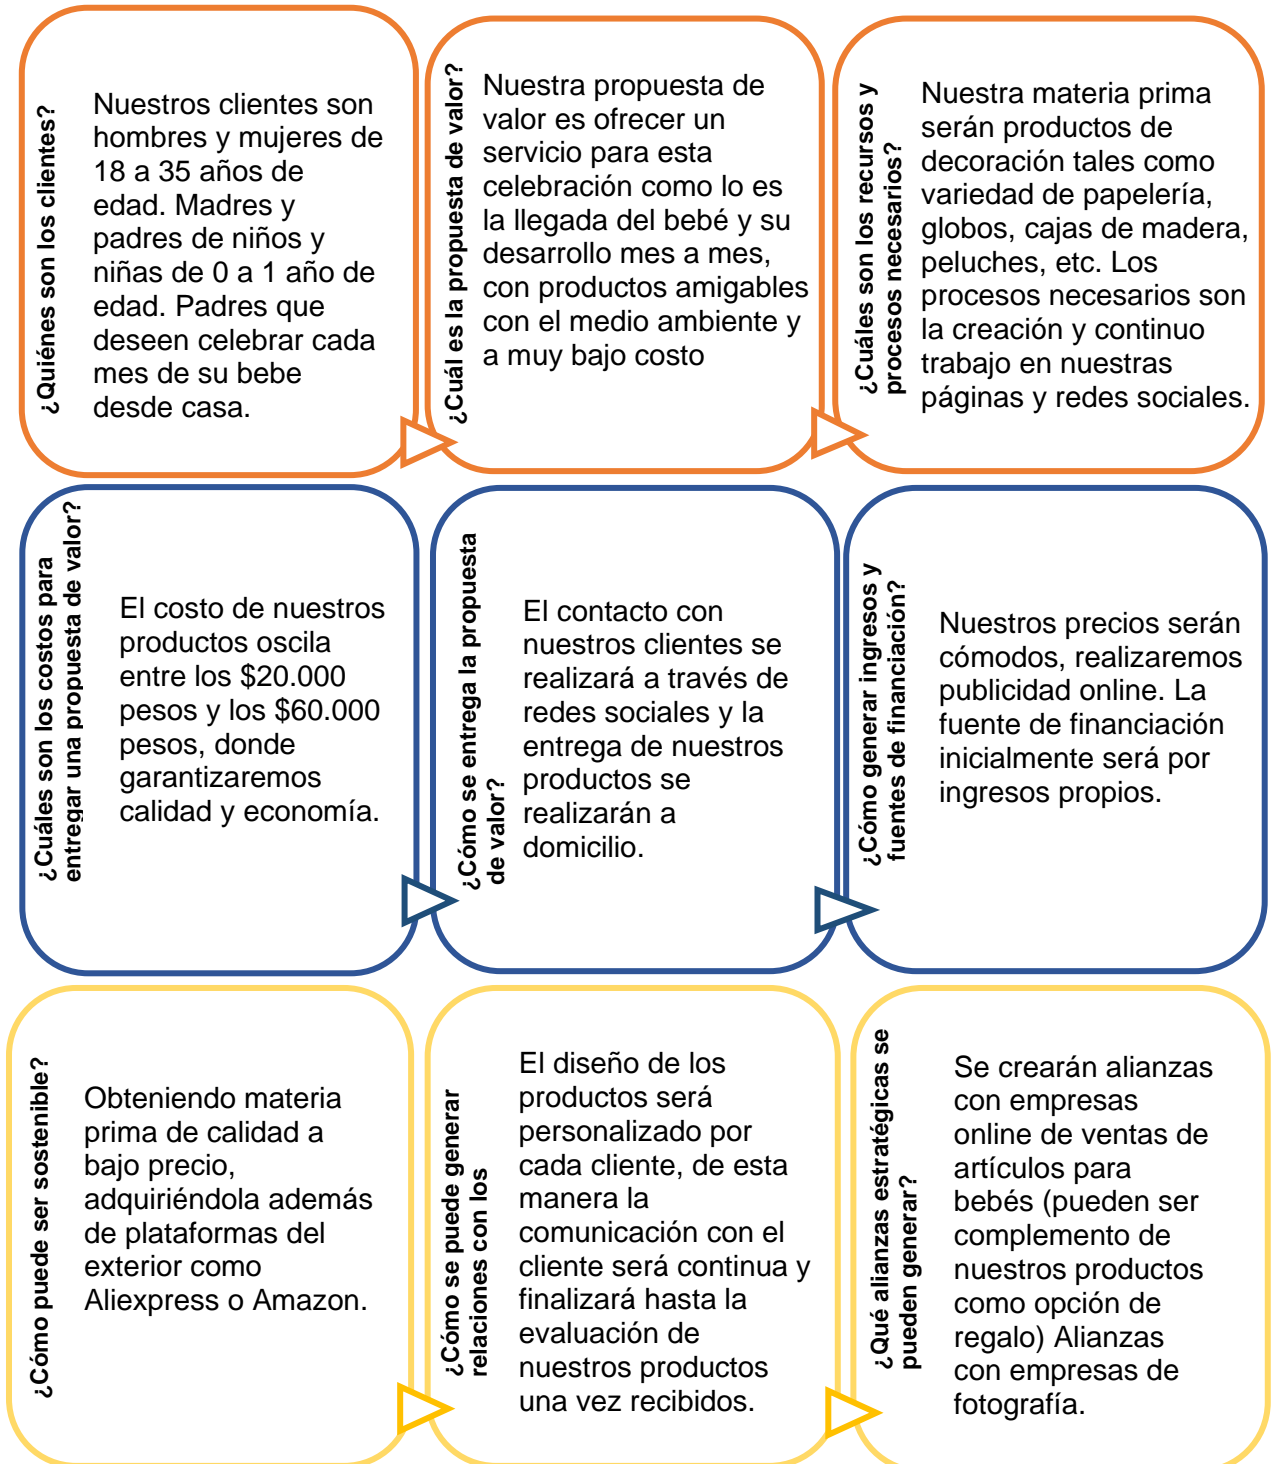 ¿Quiénes son los clientes?
Nuestros clientes son
hombres y mujeres de
18 a 35 años de
edad. Madres y
padres de niños y
niñas de 0 a 1 año de
edad. Padres que
deseen celebrar cada
mes de su bebe
desde casa.
¿Cuál es la propuesta de valor?
Nuestra propuesta de
valor es ofrecer un
servicio para esta
celebración como lo es
la llegada del bebé y su
desarrollo mes a mes,
con productos amigables
con el medio ambiente y
a muy bajo costo
¿Cuáles son los recursos y
procesos necesarios?
Nuestra materia prima
serán productos de
decoración tales como
variedad de papelería,
globos, cajas de madera,
peluches, etc. Los
procesos necesarios son
la creación y continuo
trabajo en nuestras
páginas y redes sociales.
¿Cuáles son los costos para
entregar una propuesta de valor?
El costo de nuestros
productos oscila
entre los $20.000
pesos y los $60.000
pesos, donde
garantizaremos
calidad y economía.
¿Cómo se entrega la propuesta
de valor?
El contacto con
nuestros clientes se
realizará a través de
redes sociales y la
entrega de nuestros
productos se
realizarán a
domicilio.
¿Cómo generar ingresos y
fuentes de financiación?
Nuestros precios serán
cómodos, realizaremos
publicidad online. La
fuente de financiación
inicialmente será por
ingresos propios.
¿Cómo puede ser sostenible?
Obteniendo materia
prima de calidad a
bajo precio,
adquiriéndola además
de plataformas del
exterior como
Aliexpress o Amazon.
¿Cómo se puede generar
relaciones con los
El diseño de los
productos será
personalizado por
cada cliente, de esta
manera la
comunicación con el
cliente será continua y
finalizará hasta la
evaluación de
nuestros productos
una vez recibidos.
¿Qué alianzas estratégicas se
pueden generar?
Se crearán alianzas
con empresas
online de ventas de
artículos para
bebés (pueden ser
complemento de
nuestros productos
como opción de
regalo) Alianzas
con empresas de
fotografía.